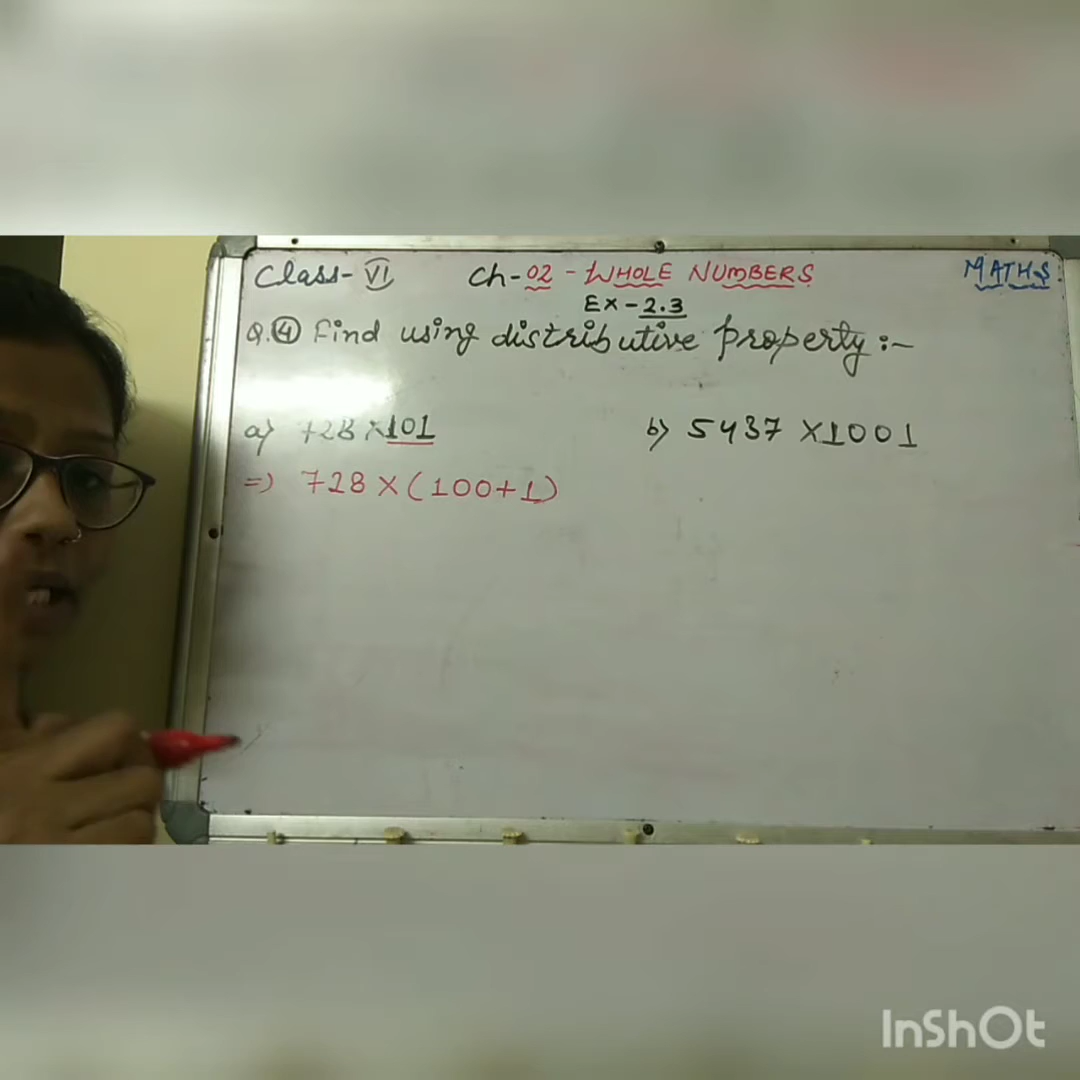 Class-VI Ch-02 - WHOLE NUMBERS MATHS
Ex-2.3
Q.④ Find using distributive property:-
a) 728×101 b) 5437×1001
=) 728×(100+1)
InShOt